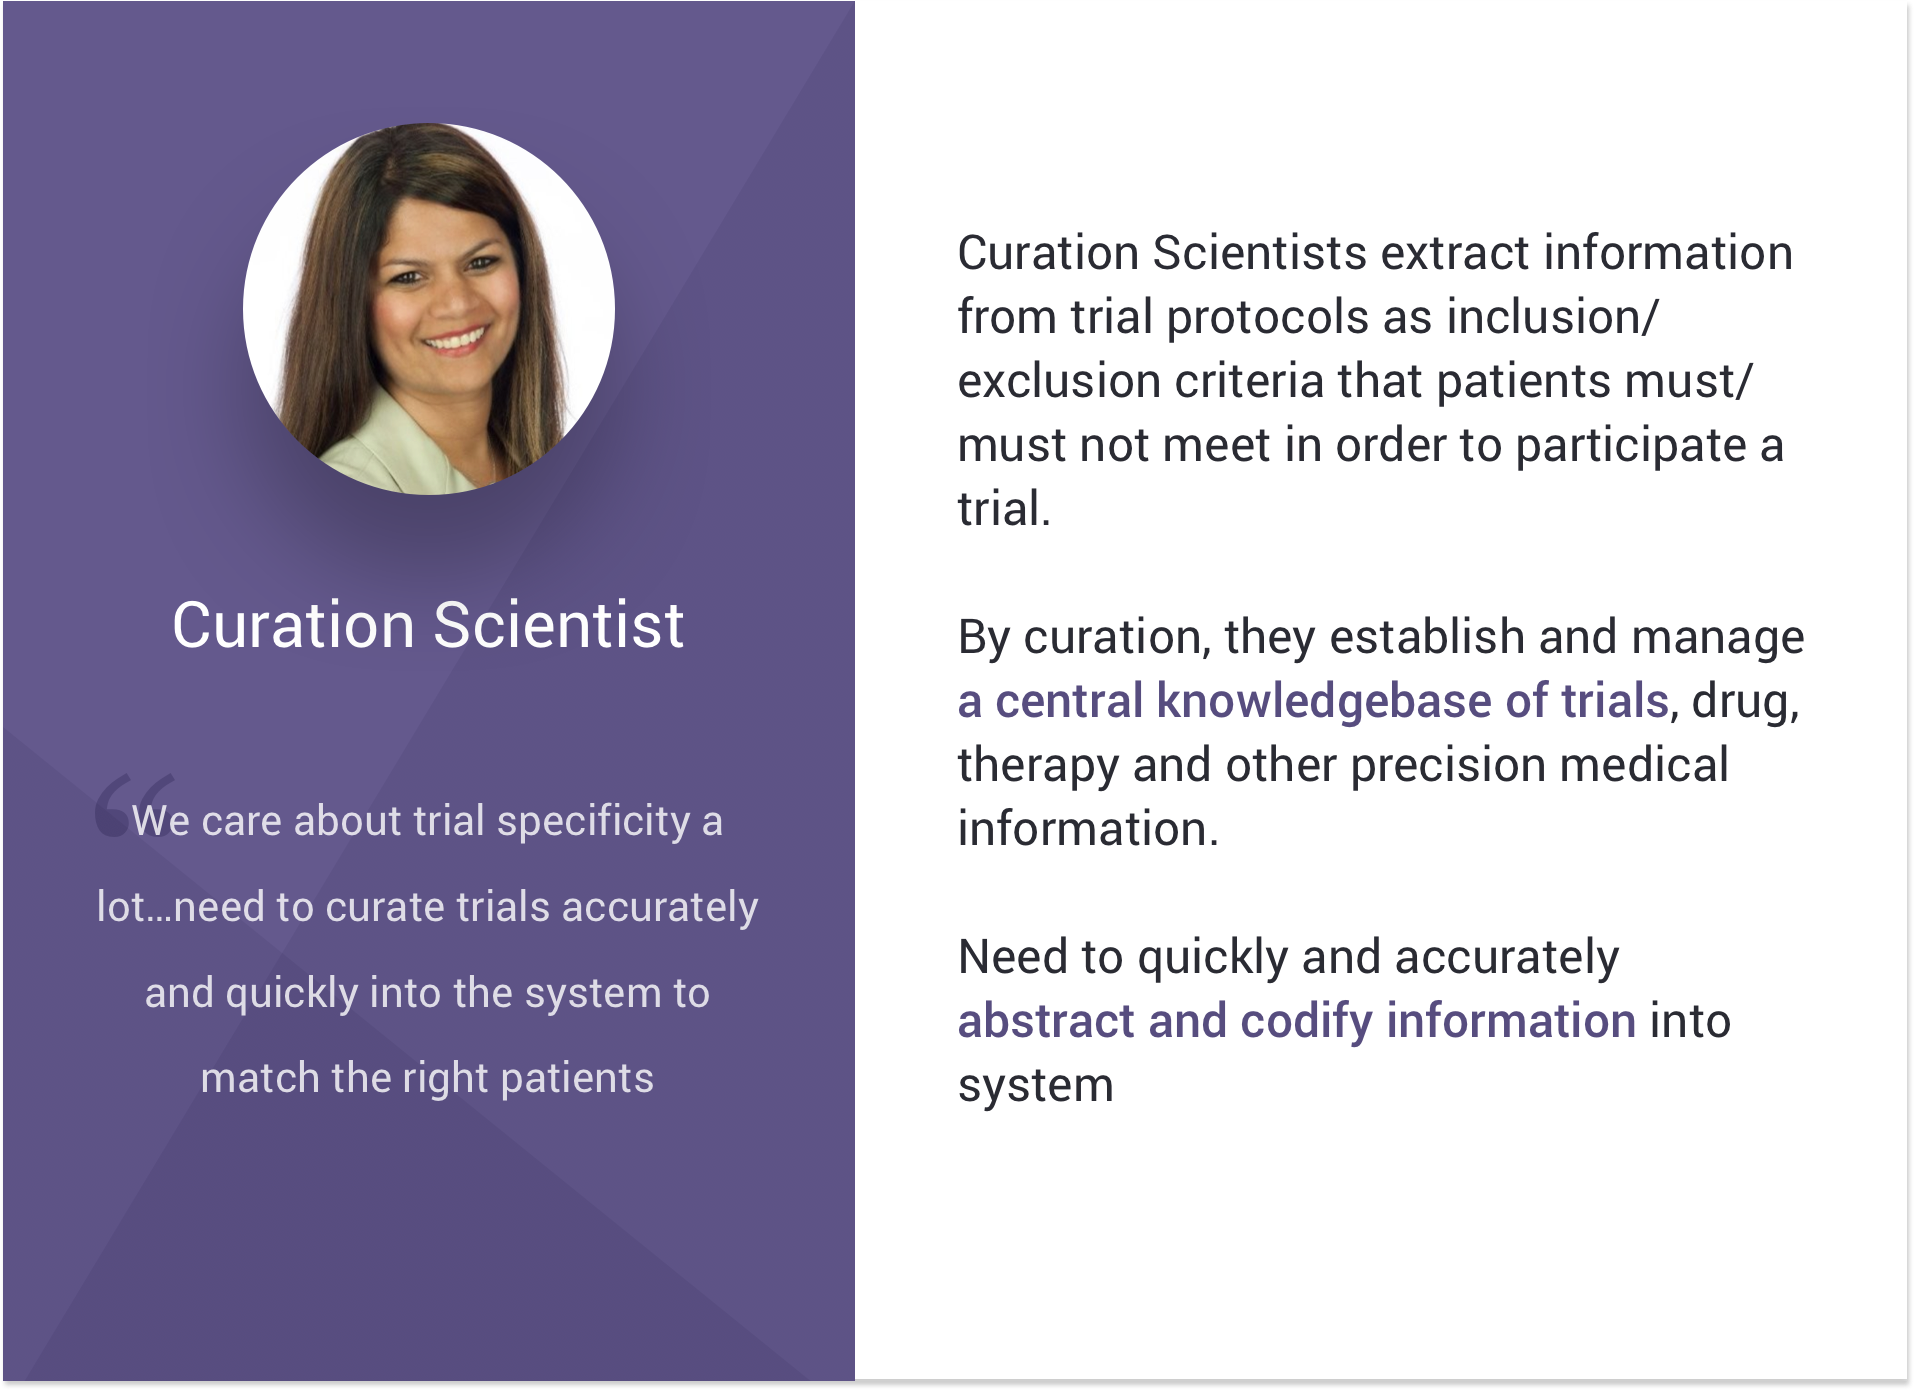 Curation Scientist
“
We care about trial specificity a
lot...need to curate trials accurately
and quickly into the system to
match the right patients
Curation Scientists extract information
from trial protocols as inclusion/
exclusion criteria that patients must/
must not meet in order to participate a
trial.
By curation, they establish and manage
a central knowledgebase of trials, drug,
therapy and other precision medical
information.
Need to quickly and accurately
abstract and codify information into
system